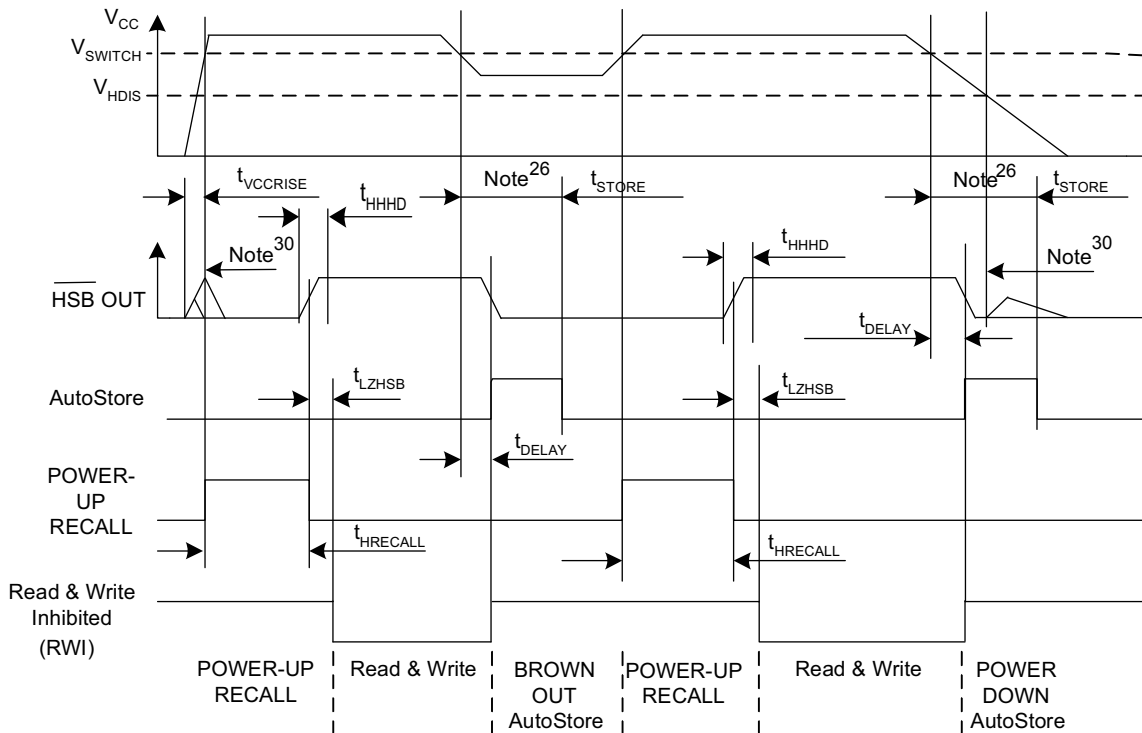 VCC
VSWITCH
VHDIS
tVCCRISE
Note26
tSTORE
Note26
tSTORE
tHHHD
Note30
tHHHD
Note30
HSB OUT
tDELAY
tLZHSB
tLZHSB
AutoStore
tDELAY
POWER-
UP
RECALL
tHRECALL
tHRECALL
Read & Write
Inhibited
(RWI)
POWER-UP
RECALL
Read & Write
BROWN
OUT
AutoStore
POWER-UP
RECALL
Read & Write
POWER
DOWN
AutoStore